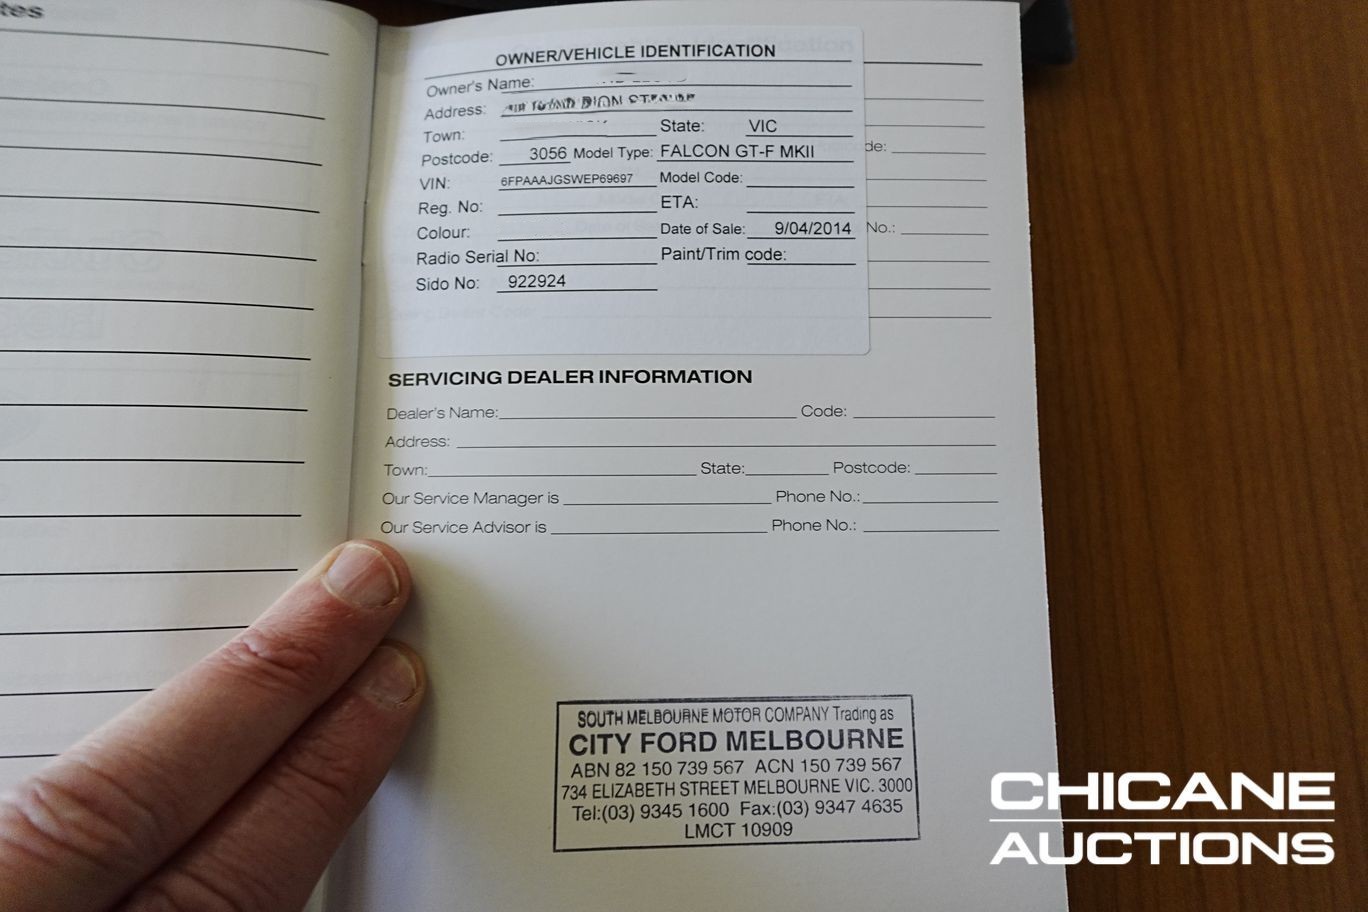 OWNER/VEHICLE IDENTIFICATION
Owner's Name:
Address:
Town: State: VIC
Postcode: 3056 Model Type: FALCON GT-F MKII
VIN: 6FPAAAJGSWEP69697 Model Code:
Reg. No: ETA:
Colour: Date of Sale: 9/04/2014
Radio Serial No: Paint/Trim code:
Sido No: 922924
de:
No.:
SERVICING DEALER INFORMATION
Dealer's Name: Code:
Address:
Town: State: Postcode:
Our Service Manager is Phone No.:
Our Service Advisor is Phone No.:
SOUTH MELBOURNE MOTOR COMPANY Trading as
CITY FORD MELBOURNE
ABN 82 150 739 567 ACN 150 739 567
734 ELIZABETH STREET MELBOURNE VIC. 3000
Tel:(03) 9345 1600 Fax:(03) 9347 4635
LMCT 10909
CHICANE
AUCTIONS